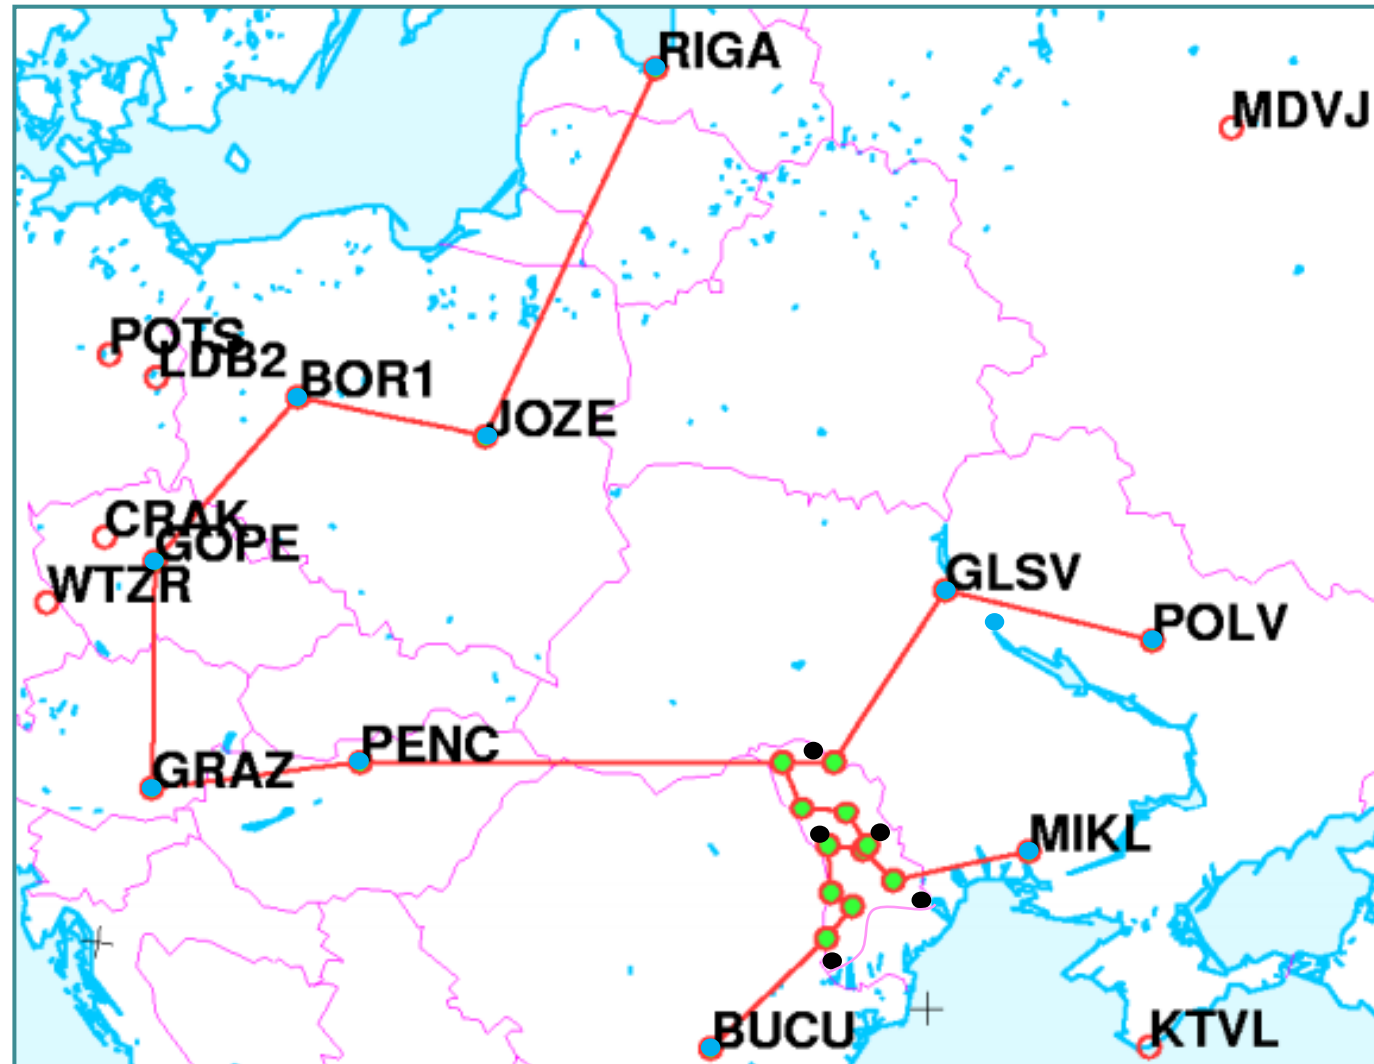 RIGA
MDVJ
POTS
LDB2
BOR1
JOZE
CRAK
GOPE
WTZR
GLSV
POLV
PENC
GRAZ
MIKL
BUCU
KTVL